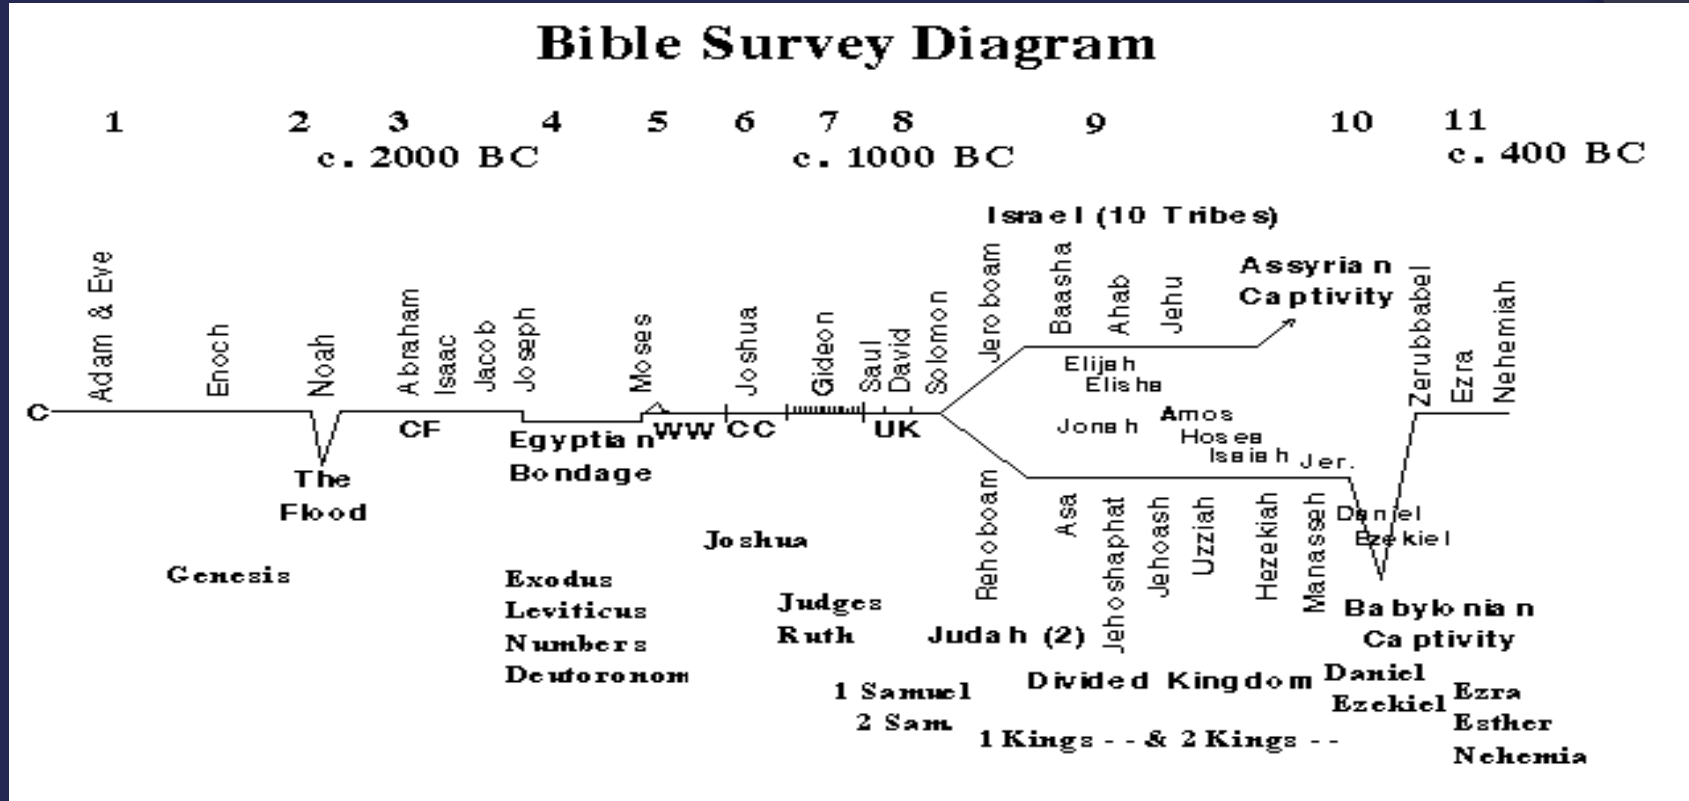 Bible Survey Diagram
1 2 3 4 5 6 7 8 9 10 11
c. 2000 BC c. 1000 BC c. 400 BC
Israel (10 Tribes)
Adam & Eve
Enoch
Noah
Abraham
Isaac
Jacob
Joseph
Moses
Joshua
Gideon
Saul
David
Solomon
Jeroboam
Baasha
Ahab
Jehu
Assyrian
Captivity
Zerubbabel
Ezra
Nehemiah
Elijah
Elisha
C
CF
Egyptian
Bondage
WW
CC
UK
Jonah
Amos
Hosea
Isaiah
Jer.
The
Flood
Rehoboam
Asa
Jehoshaphat
Jehoash
Uzziah
Hezekiah
Manasseh
Daniel
Ezekiel
Babylonian
Captivity
Genesis
Exodus
Leviticus
Numbers
Deutoronom
Joshua
Judges
Ruth
Judah (2)
1 Samuel
2 Sam.
Divided Kingdom
1 Kings - - & 2 Kings - -
Daniel
Ezekiel
Ezra
Esther
Nehemia